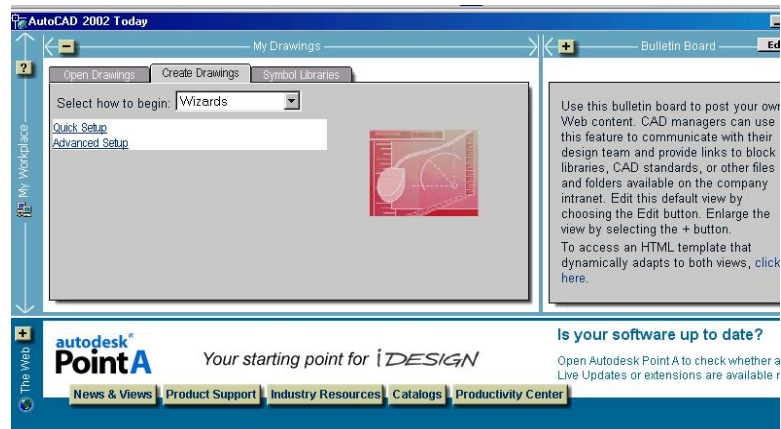 AutoCAD 2002 Today
My Drawings
Bulletin Board
Ed
?
My Workplace
Open Drawings
Create Drawings
Symbol Libraries
Select how to begin: Wizards
Quick Setup
Advanced Setup
Use this bulletin board to post your own
Web content. CAD managers can use
this feature to communicate with their
design team and provide links to block
libraries, CAD standards, or other files
and folders available on the company
intranet. Edit this default view by
choosing the Edit button. Enlarge the
view by selecting the + button.
To access an HTML template that
dynamically adapts to both views, click
here.
The Web
autodesk®
Point A
Your starting point for iDESIGN
News & Views
Product Support
Industry Resources
Catalogs
Productivity Center
Is your software up to date?
Open Autodesk Point A to check whether a
Live Updates or extensions are available